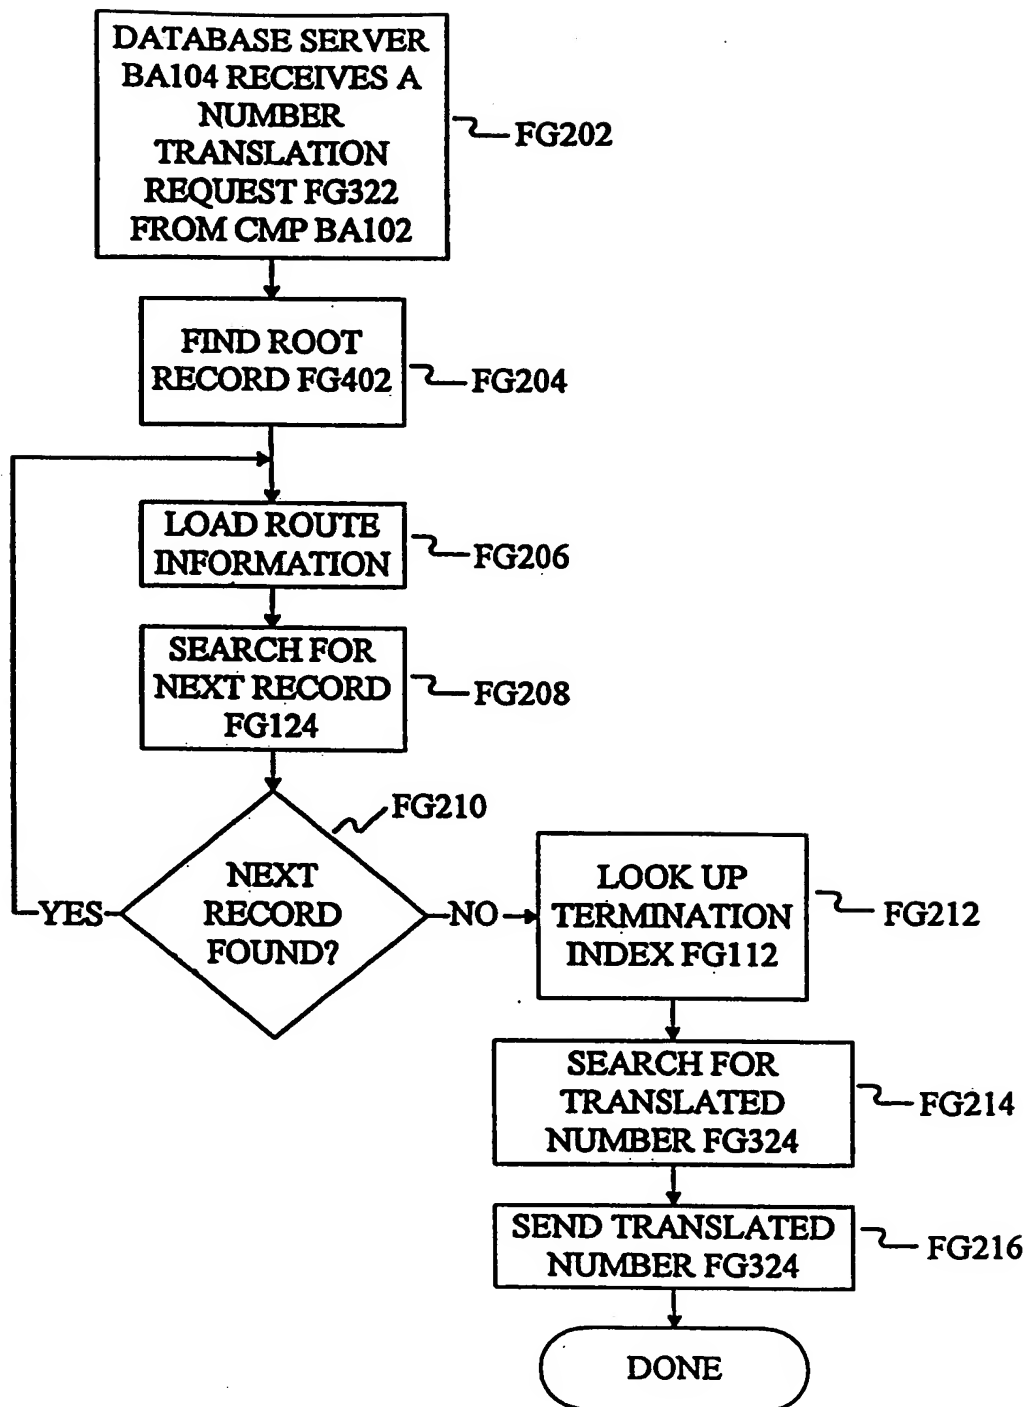 DATABASE SERVER
BA104 RECEIVES A
NUMBER
TRANSLATION
REQUEST FG322
FROM CMP BA102
FG202
FIND ROOT
RECORD FG402
FG204
LOAD ROUTE
INFORMATION
FG206
SEARCH FOR
NEXT RECORD
FG124
FG208
FG210
NEXT
RECORD
FOUND?
YES
NO
LOOK UP
TERMINATION
INDEX FG112
FG212
SEARCH FOR
TRANSLATED
NUMBER FG324
FG214
SEND TRANSLATED
NUMBER FG324
FG216
DONE